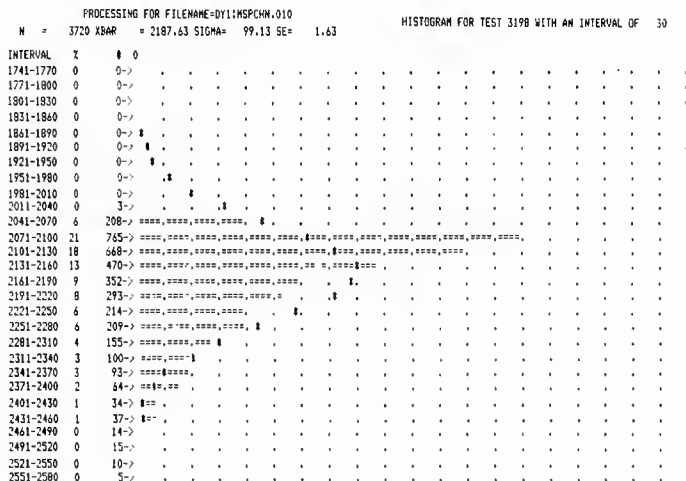 PROCESSING FOR FILENAME=DY1:MSPCHN.010
HISTOGRAM FOR TEST 3198 WITH AN INTERVAL OF 30
N = 3720 XBAR = 2187.63 SIGMA= 99.13 SE= 1.63
INTERVAL % # 0
1741-1770 0 0->
1771-1800 0 0->
1801-1830 0 0->
1831-1860 0 0->
1861-1890 0 0->
1891-1920 0 0->
1921-1950 0 0->
1951-1980 0 0->
1981-2010 0 0->
2011-2040 0 3->
2041-2070 6 208->
2071-2100 21 765->
2101-2130 18 668->
2131-2160 13 470->
2161-2190 9 352->
2191-2220 8 293->
2221-2250 6 214->
2251-2280 6 209->
2281-2310 4 155->
2311-2340 3 100->
2341-2370 3 93->
2371-2400 2 64->
2401-2430 1 34->
2431-2460 1 37->
2461-2490 0 14->
2491-2520 0 15->
2521-2550 0 10->
2551-2580 0 5->